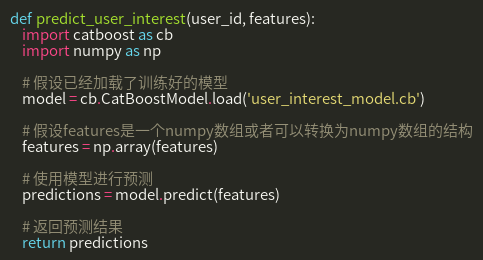 def predict_user_interest(user_id, features):
import catboost as cb
import numpy as np
# 假设已经加载了训练好的模型
model = cb.CatBoostModel.load('user_interest_model.cb')
# 假设features是一个numpy数组或者可以转换为numpy数组的结构
features = np.array(features)
# 使用模型进行预测
predictions = model.predict(features)
# 返回预测结果
return predictions